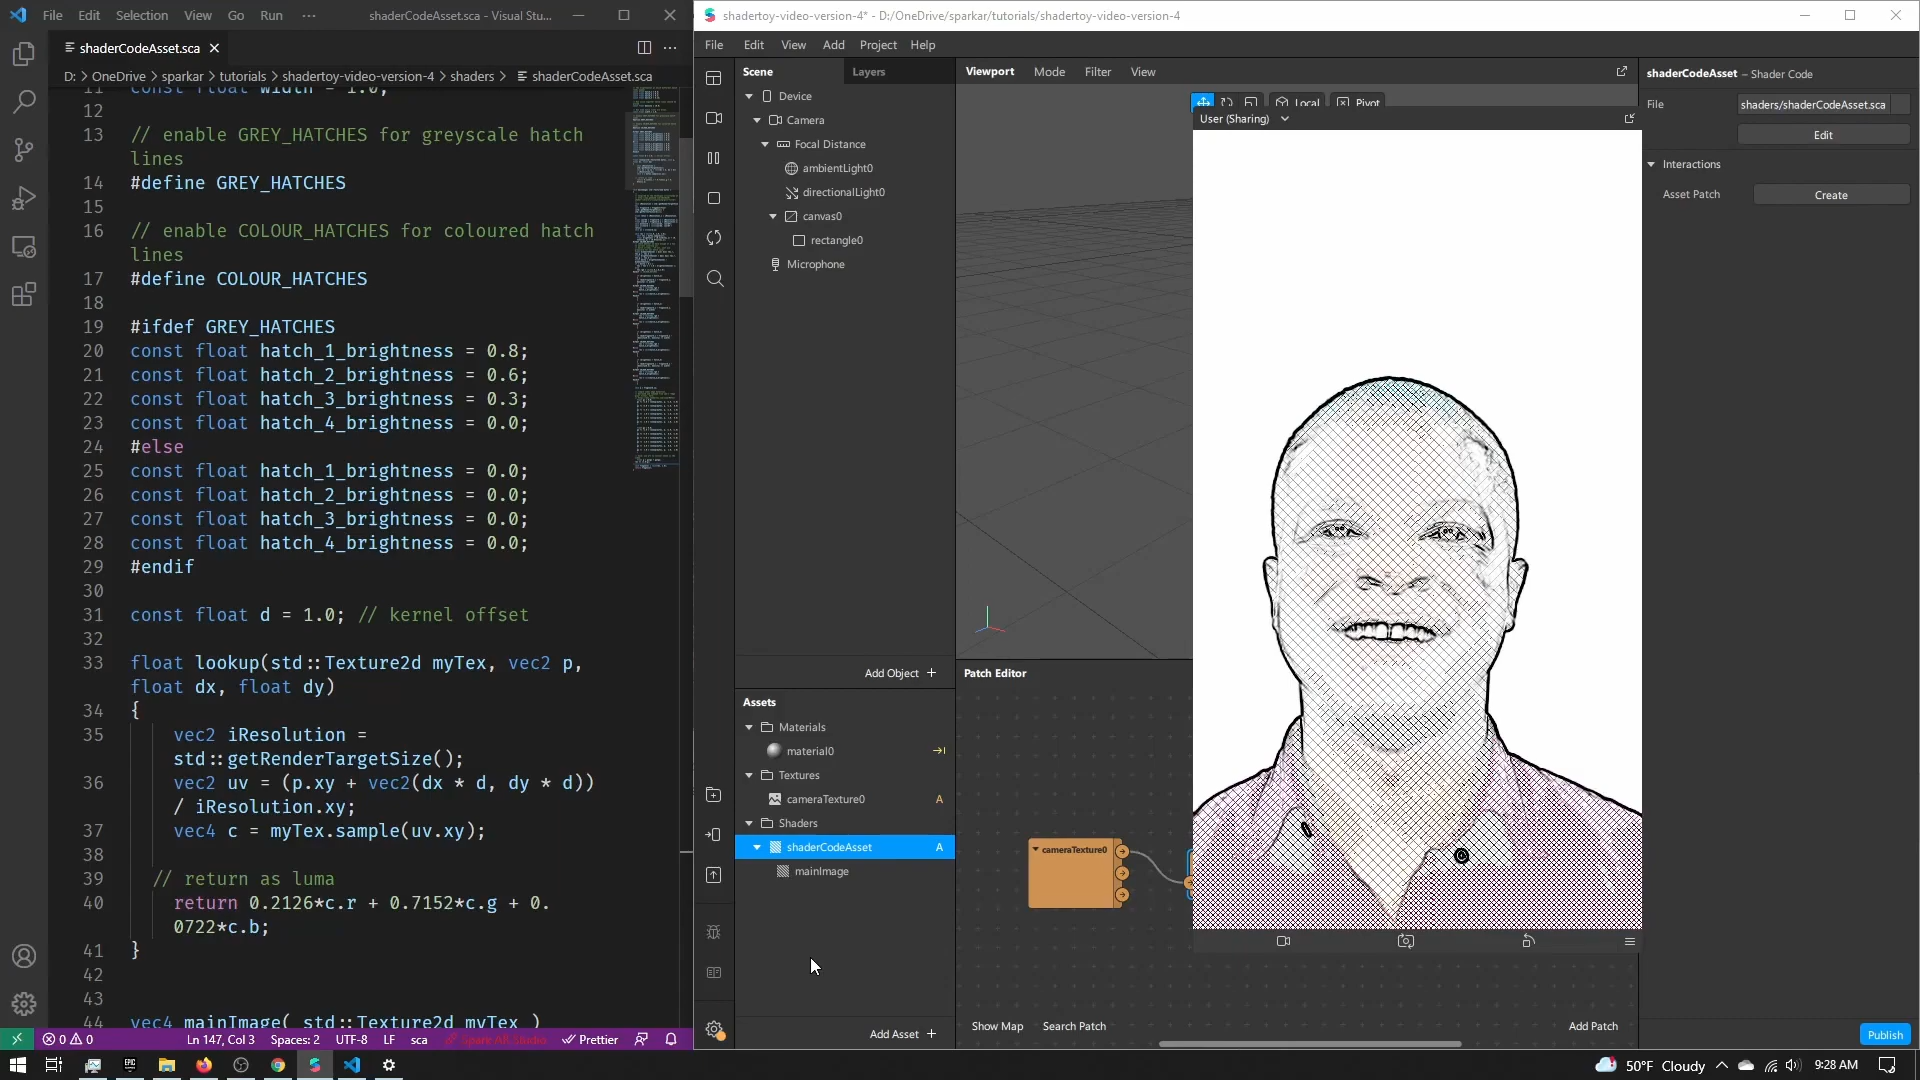 File Edit Selection View Go Run ··· shaderCodeAsset.sca - Visual Stu...
shaderCodeAsset.sca
D: > OneDrive > sparkar > tutorials > shadertoy-video-version-4 > shaders > shaderCodeAsset.sca
11 const float width = 1.0;
12
13 // enable GREY_HATCHES for greyscale hatch
lines
14 #define GREY_HATCHES
15
16 // enable COLOUR_HATCHES for coloured hatch
lines
17 #define COLOUR_HATCHES
18
19 #ifdef GREY_HATCHES
20 const float hatch_1_brightness = 0.8;
21 const float hatch_2_brightness = 0.6;
22 const float hatch_3_brightness = 0.3;
23 const float hatch_4_brightness = 0.0;
24 #else
25 const float hatch_1_brightness = 0.0;
26 const float hatch_2_brightness = 0.0;
27 const float hatch_3_brightness = 0.0;
28 const float hatch_4_brightness = 0.0;
29 #endif
30
31 const float d = 1.0; // kernel offset
32
33 float lookup(std::Texture2d myTex, vec2 p,
float dx, float dy)
34 {
35 vec2 iResolution =
std::getRenderTargetSize();
36 vec2 uv = (p.xy + vec2(dx * d, dy * d))
/ iResolution.xy;
37 vec4 c = myTex.sample(uv.xy);
38
39 // return as luma
40 return 0.2126*c.r + 0.7152*c.g + 0.
0722*c.b;
41 }
42
43
44 vec4 mainImage( std::Texture2d myTex )
0 0 Ln 147, Col 3 Spaces: 2 UTF-8 LF sca Spark AR Studio Prettier
shadertoy-video-version-4* - D:/OneDrive/sparkar/tutorials/shadertoy-video-version-4
File Edit View Add Project Help
Scene Layers
Device
Camera
Focal Distance
ambientLight0
directionalLight0
canvas0
rectangle0
Microphone
Add Object +
Assets
Materials
material0
Textures
cameraTexture0 A
Shaders
shaderCodeAsset A
mainImage
Add Asset +
Viewport Mode Filter View
Local Pivot
User (Sharing)
Patch Editor
cameraTexture0
Show Map Search Patch Add Patch
shaderCodeAsset – Shader Code
File shaders/shaderCodeAsset.sca
Edit
Interactions
Asset Patch Create
Publish
EPIC
50°F Cloudy 9:28 AM